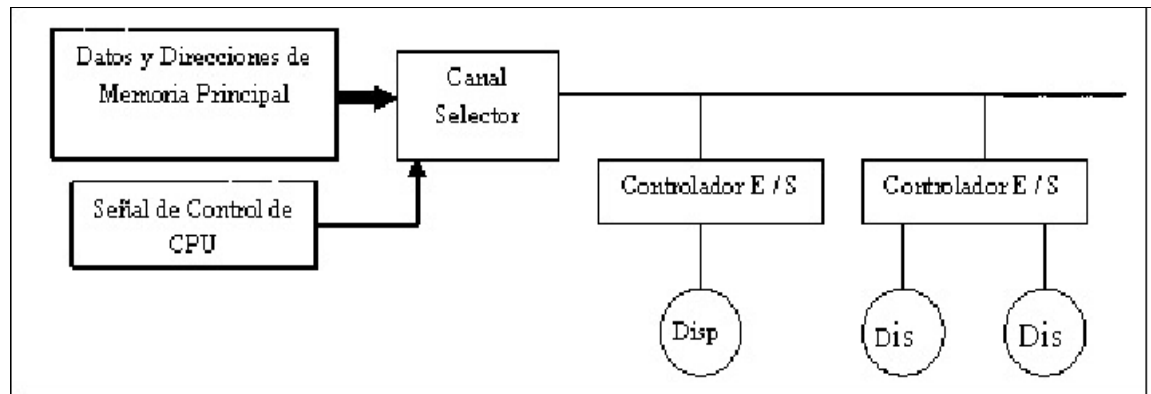 Datos y Direcciones de
Memoria Principal
Canal
Selector
Señal de Control de
CPU
Controlador E / S
Controlador E / S
Disp
Dis
Dis